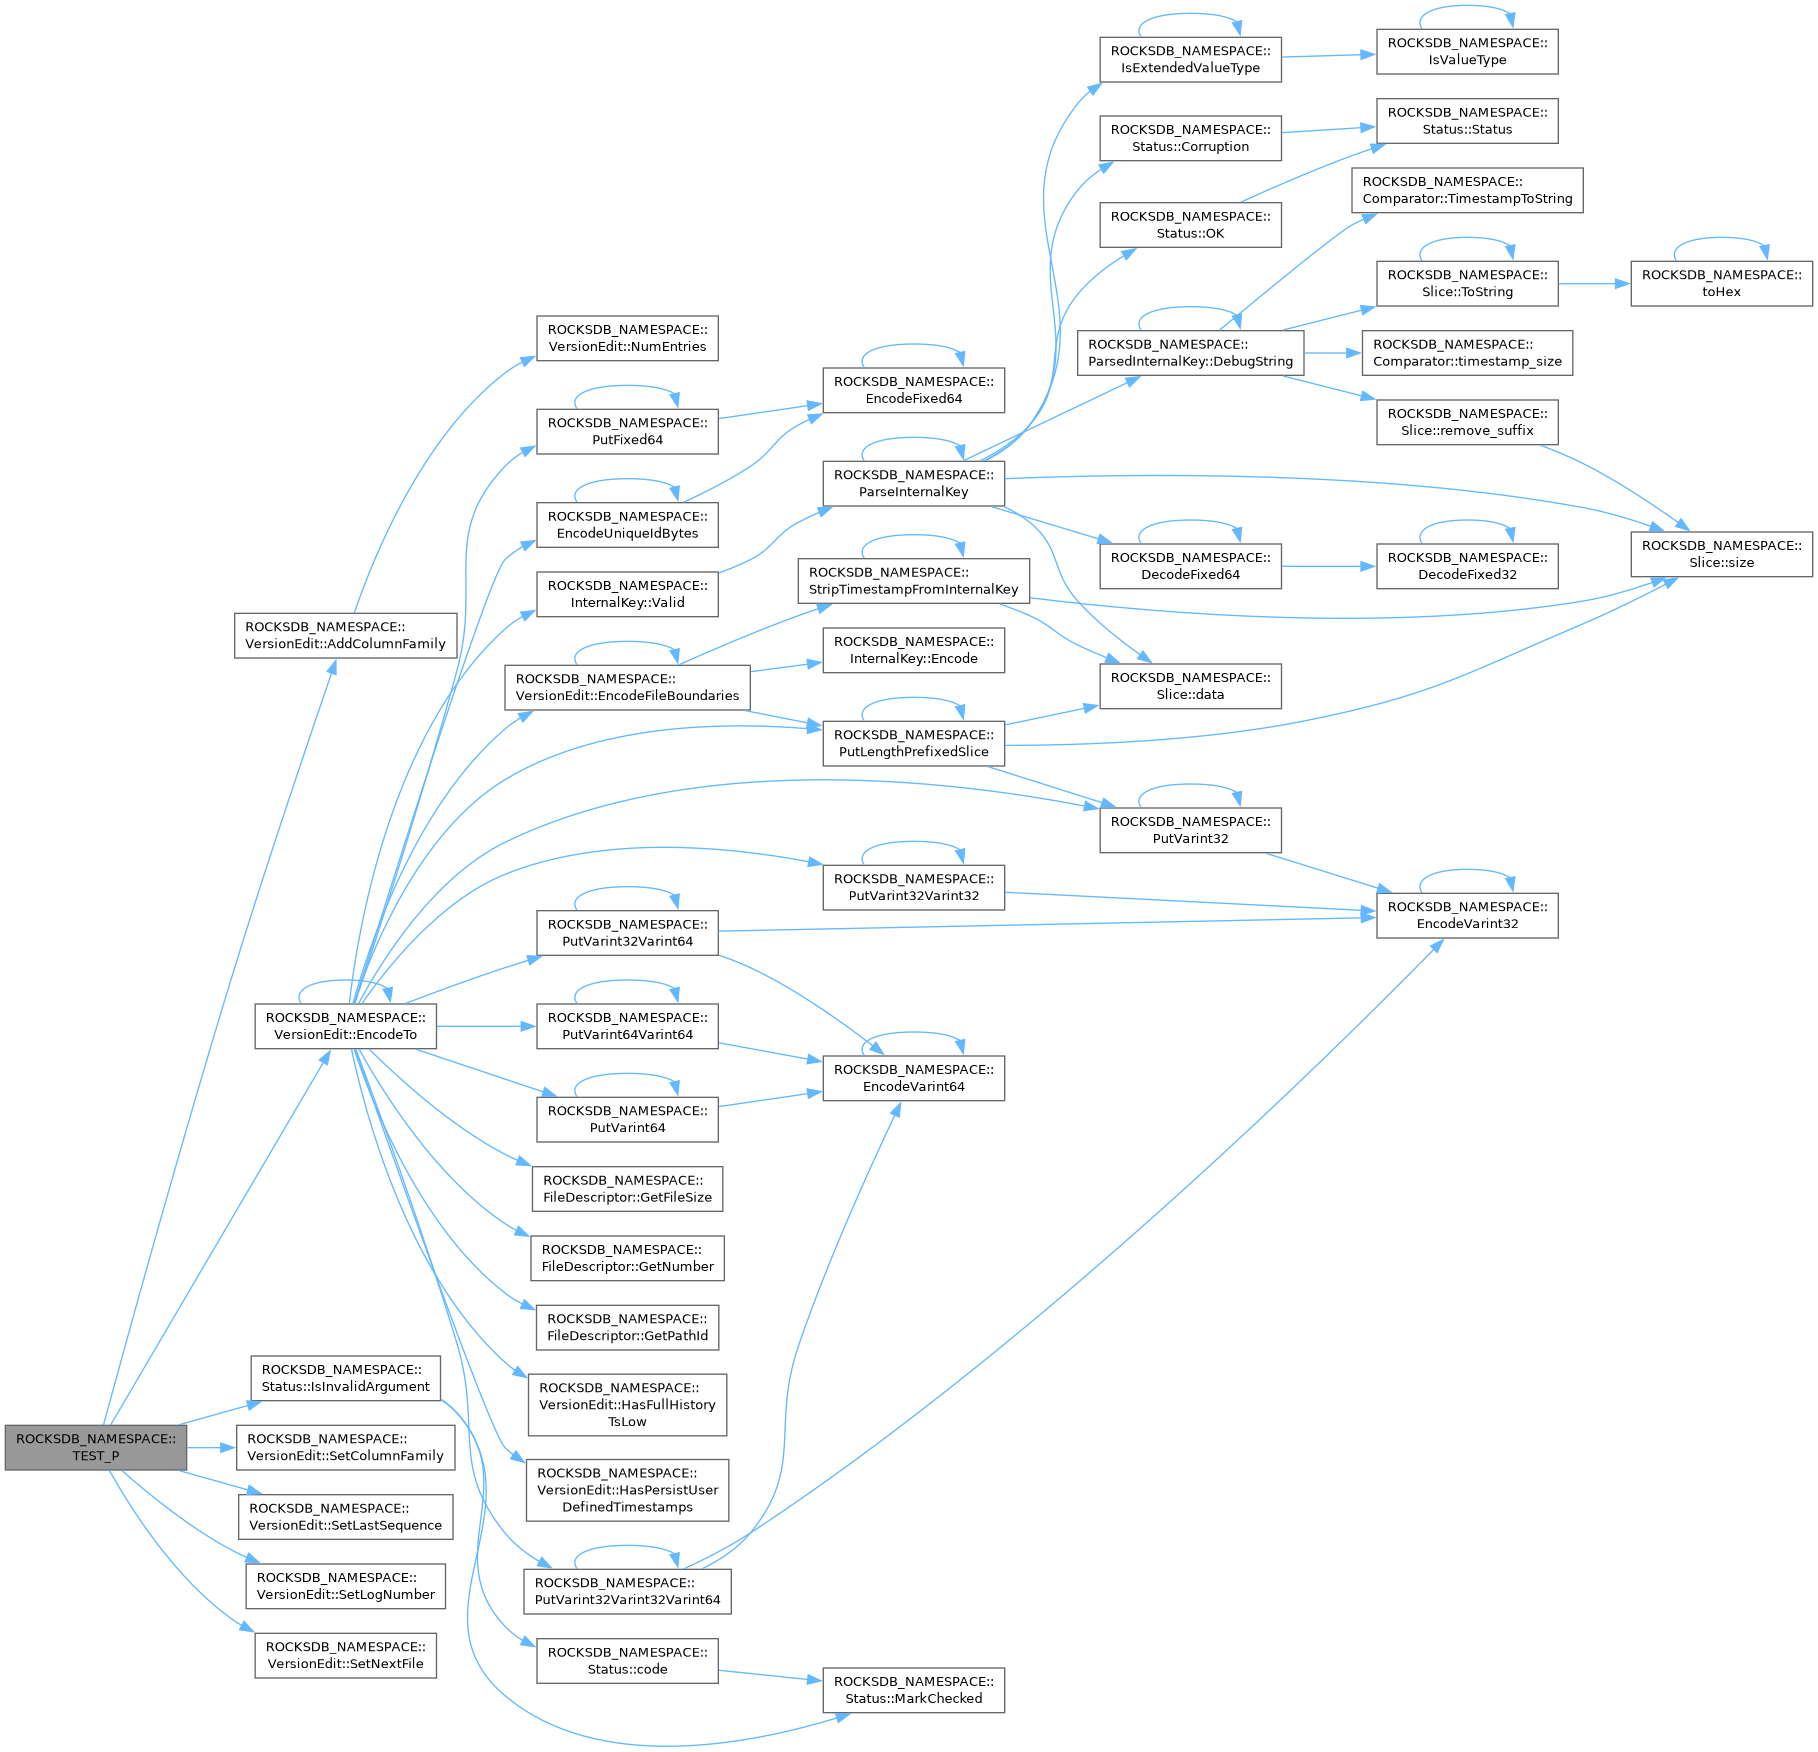 ROCKSDB_NAMESPACE::
TEST_P
ROCKSDB_NAMESPACE::
VersionEdit::AddColumnFamily
ROCKSDB_NAMESPACE::
VersionEdit::EncodeTo
ROCKSDB_NAMESPACE::
Status::IsInvalidArgument
ROCKSDB_NAMESPACE::
VersionEdit::SetColumnFamily
ROCKSDB_NAMESPACE::
VersionEdit::SetLastSequence
ROCKSDB_NAMESPACE::
VersionEdit::SetLogNumber
ROCKSDB_NAMESPACE::
VersionEdit::SetNextFile
ROCKSDB_NAMESPACE::
VersionEdit::NumEntries
ROCKSDB_NAMESPACE::
PutFixed64
ROCKSDB_NAMESPACE::
EncodeUniqueIdBytes
ROCKSDB_NAMESPACE::
InternalKey::Valid
ROCKSDB_NAMESPACE::
VersionEdit::EncodeFileBoundaries
ROCKSDB_NAMESPACE::
PutVarint32Varint64
ROCKSDB_NAMESPACE::
PutVarint64Varint64
ROCKSDB_NAMESPACE::
PutVarint64
ROCKSDB_NAMESPACE::
FileDescriptor::GetFileSize
ROCKSDB_NAMESPACE::
FileDescriptor::GetNumber
ROCKSDB_NAMESPACE::
FileDescriptor::GetPathId
ROCKSDB_NAMESPACE::
VersionEdit::HasFullHistory
TsLow
ROCKSDB_NAMESPACE::
VersionEdit::HasPersistUser
DefinedTimestamps
ROCKSDB_NAMESPACE::
PutVarint32Varint32Varint64
ROCKSDB_NAMESPACE::
Status::code
ROCKSDB_NAMESPACE::
EncodeFixed64
ROCKSDB_NAMESPACE::
ParseInternalKey
ROCKSDB_NAMESPACE::
StripTimestampFromInternalKey
ROCKSDB_NAMESPACE::
InternalKey::Encode
ROCKSDB_NAMESPACE::
PutLengthPrefixedSlice
ROCKSDB_NAMESPACE::
PutVarint32Varint32
ROCKSDB_NAMESPACE::
EncodeVarint64
ROCKSDB_NAMESPACE::
Status::MarkChecked
ROCKSDB_NAMESPACE::
IsExtendedValueType
ROCKSDB_NAMESPACE::
Status::Corruption
ROCKSDB_NAMESPACE::
Status::OK
ROCKSDB_NAMESPACE::
ParsedInternalKey::DebugString
ROCKSDB_NAMESPACE::
DecodeFixed64
ROCKSDB_NAMESPACE::
Slice::data
ROCKSDB_NAMESPACE::
PutVarint32
ROCKSDB_NAMESPACE::
IsValueType
ROCKSDB_NAMESPACE::
Status::Status
ROCKSDB_NAMESPACE::
Comparator::TimestampToString
ROCKSDB_NAMESPACE::
Slice::ToString
ROCKSDB_NAMESPACE::
Comparator::timestamp_size
ROCKSDB_NAMESPACE::
Slice::remove_suffix
ROCKSDB_NAMESPACE::
DecodeFixed32
ROCKSDB_NAMESPACE::
EncodeVarint32
ROCKSDB_NAMESPACE::
toHex
ROCKSDB_NAMESPACE::
Slice::size